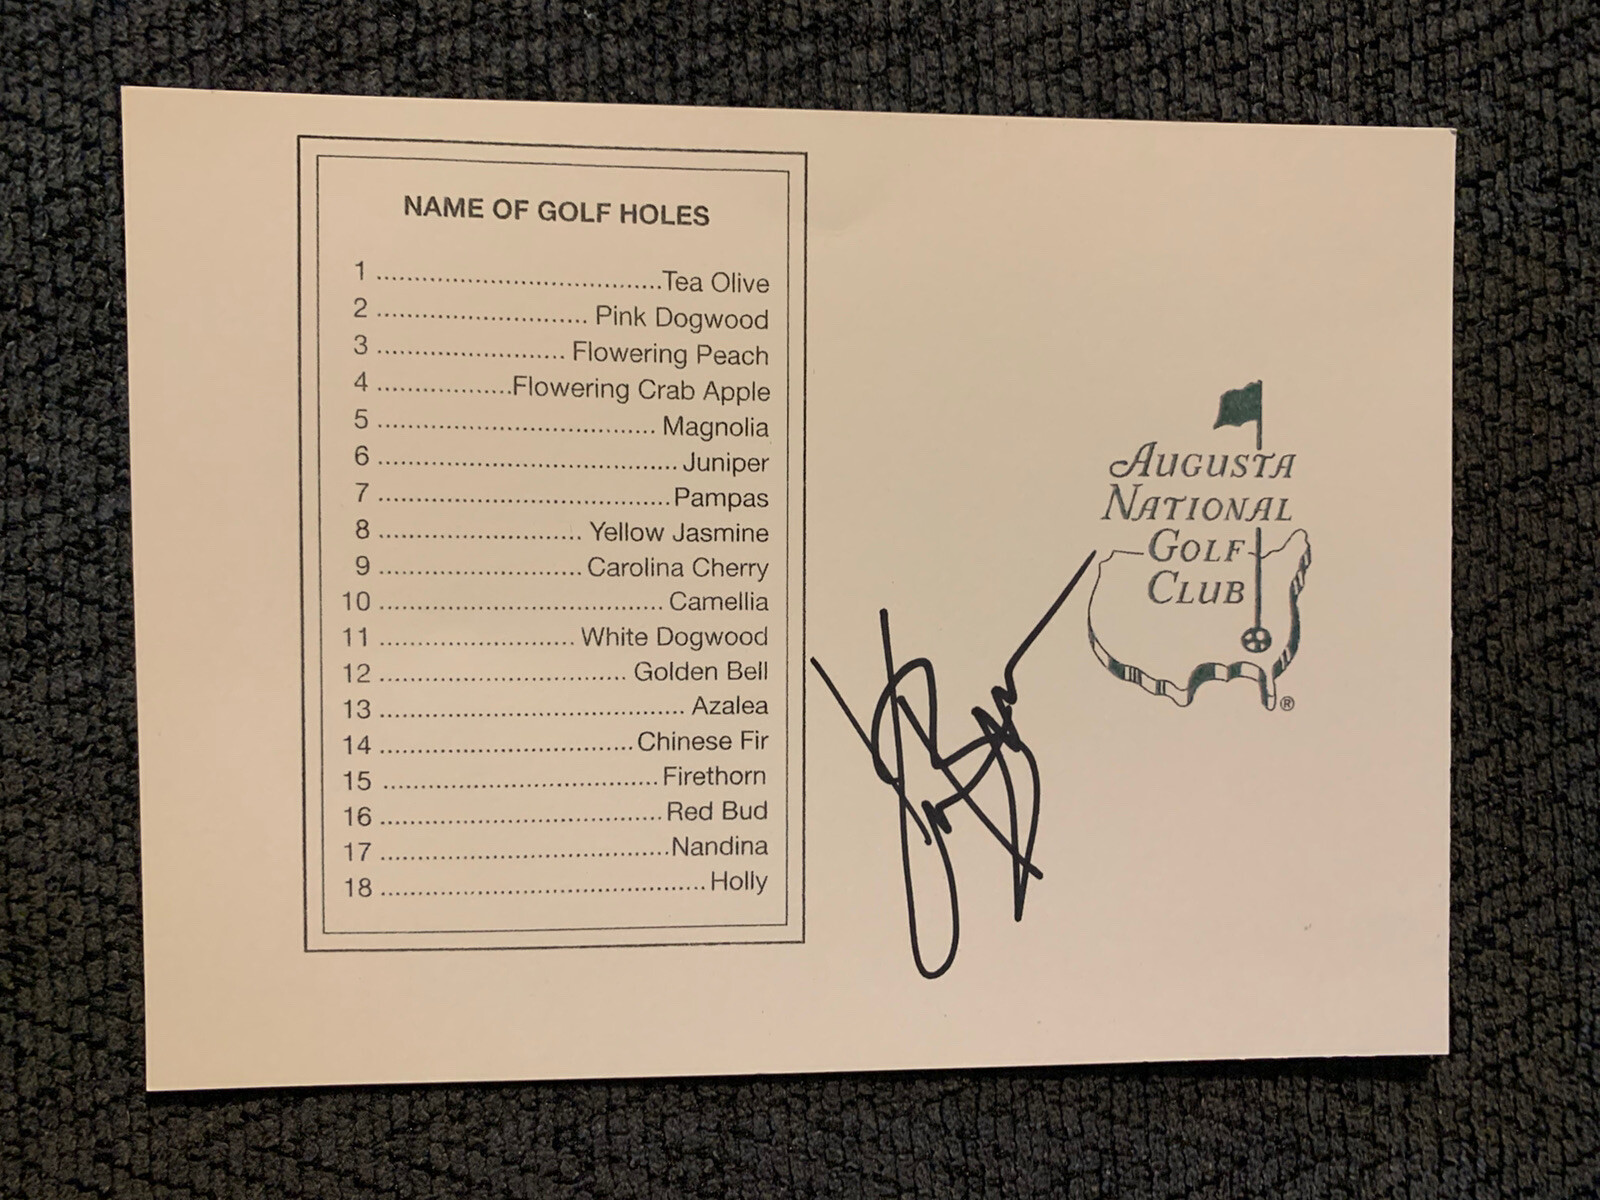 NAME OF GOLF HOLES
1 ......................................Tea Olive
2 ............................ Pink Dogwood
3 ......................... Flowering Peach
4 ..................Flowering Crab Apple
5 ..................................... Magnolia
6 ........................................ Juniper
7 .......................................Pampas
8 ........................... Yellow Jasmine
9 ........................... Carolina Cherry
10 ...................................... Camellia
11 .......................... White Dogwood
12 ................................. Golden Bell
13 ......................................... Azalea
14 ..................................Chinese Fir
15 .................................... Firethorn
16 ......................................Red Bud
17 .......................................Nandina
18 ........................................... Holly
AUGUSTA
NATIONAL
GOLF
CLUB
®